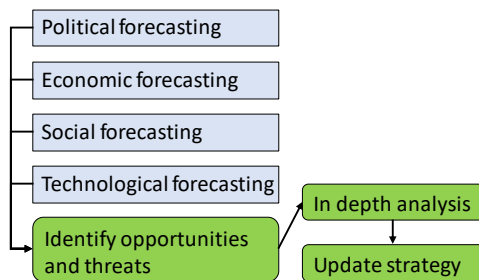 Political forecasting
Economic forecasting
Social forecasting
Technological forecasting
Identify opportunities
and threats
In depth analysis
Update strategy